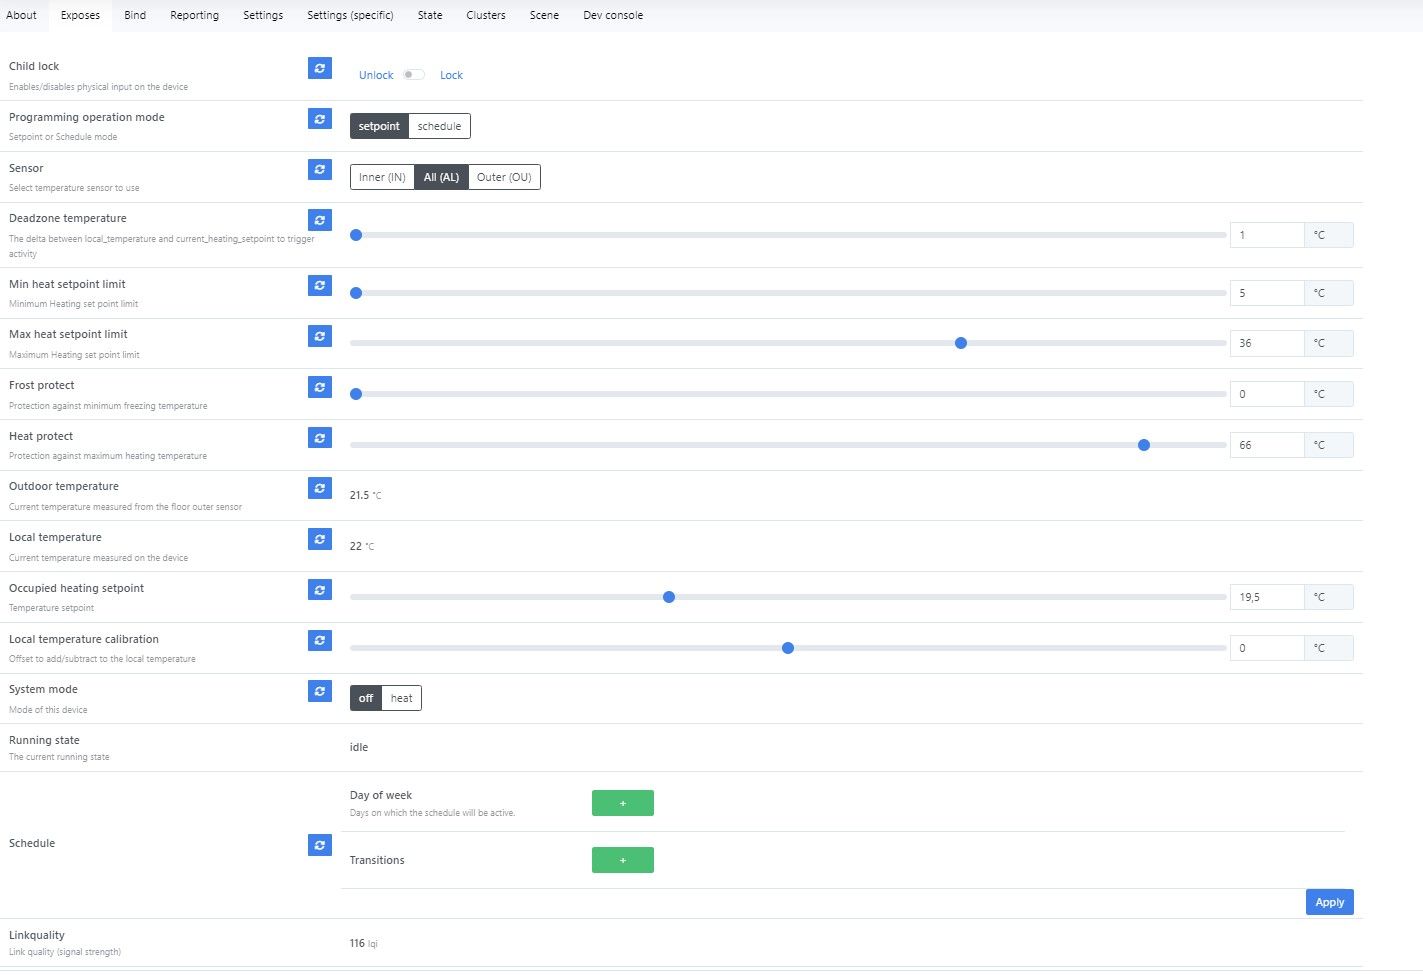 About Exposes Bind Reporting Settings Settings (specific) State Clusters Scene Dev console
Child lock
Enables/disables physical input on the device
Unlock Lock
Programming operation mode
Setpoint or Schedule mode
setpoint schedule
Sensor
Select temperature sensor to use
Inner (IN) All (AL) Outer (OU)
Deadzone temperature
The delta between local_temperature and current_heating_setpoint to trigger
activity
1 °C
Min heat setpoint limit
Minimum Heating set point limit
5 °C
Max heat setpoint limit
Maximum Heating set point limit
36 °C
Frost protect
Protection against minimum freezing temperature
0 °C
Heat protect
Protection against maximum heating temperature
66 °C
Outdoor temperature
Current temperature measured from the floor outer sensor
21.5 °C
Local temperature
Current temperature measured on the device
22 °C
Occupied heating setpoint
Temperature setpoint
19,5 °C
Local temperature calibration
Offset to add/subtract to the local temperature
0 °C
System mode
Mode of this device
off heat
Running state
The current running state
idle
Schedule
Day of week
Days on which the schedule will be active.
+
Transitions
+
Apply
Linkquality
Link quality (signal strength)
116 lqi